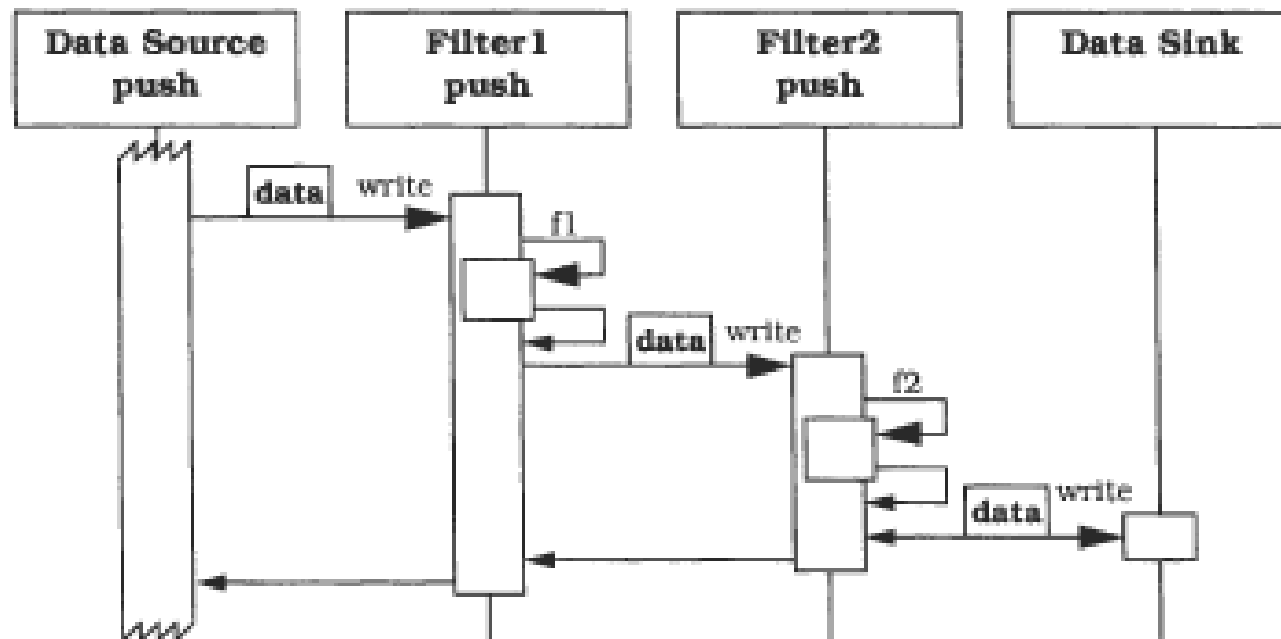 Data Source
push
Filter1
push
Filter2
push
Data Sink
data
write
f1
data
write
f2
data
write